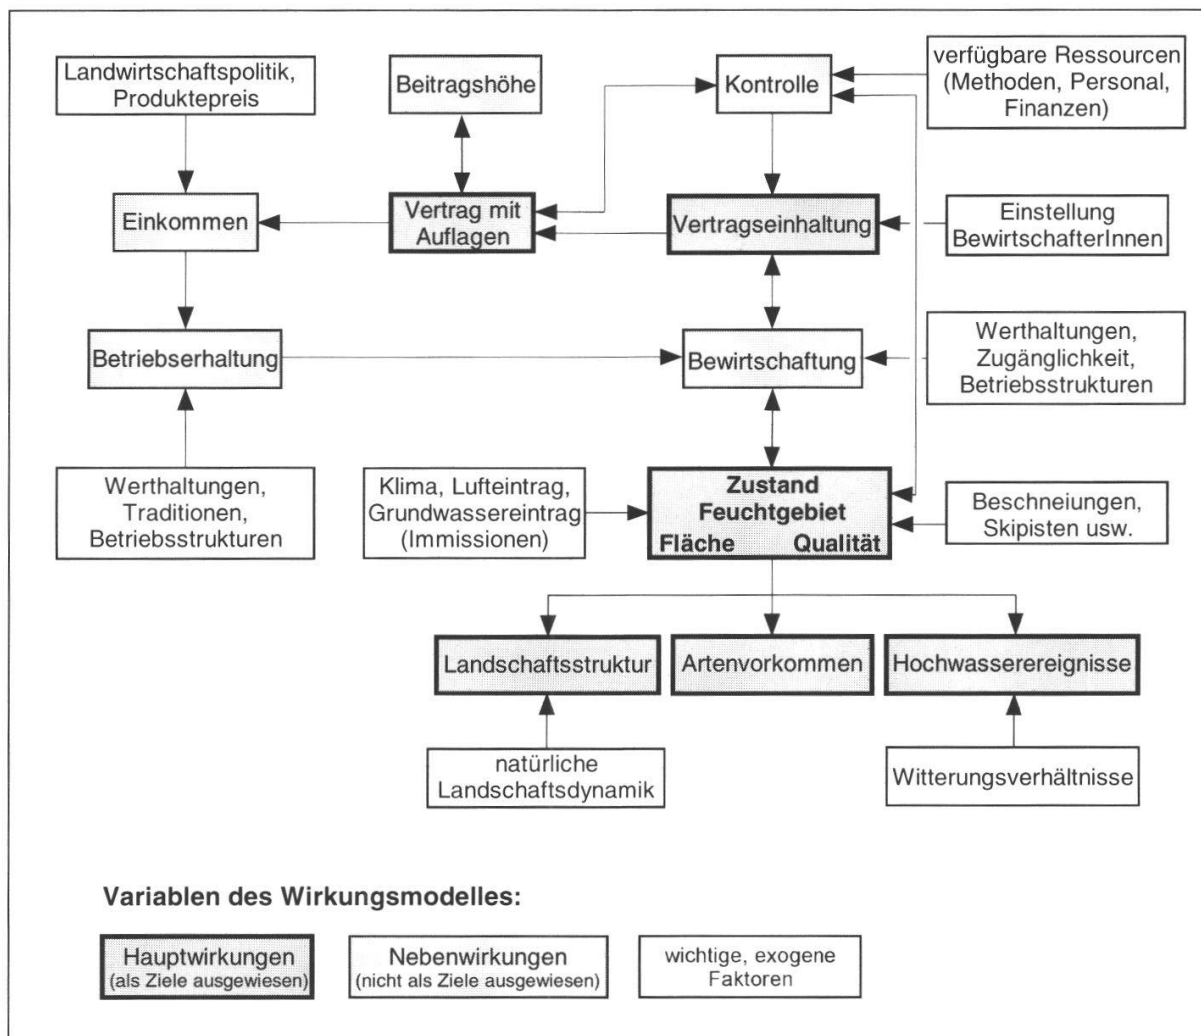 Landwirtschaftspolitik,
Produktepreis
Beitragshöhe
Kontrolle
verfügbare Ressourcen
(Methoden, Personal,
Finanzen)
Einkommen
Vertrag mit
Auflagen
Vertragseinhaltung
Einstellung
BewirtschafterInnen
Betriebserhaltung
Bewirtschaftung
Werthaltungen,
Zugänglichkeit,
Betriebsstrukturen
Werthaltungen,
Traditionen,
Betriebsstrukturen
Klima, Lufteintrag,
Grundwassereintrag
(Immissionen)
Zustand
Feuchtgebiet
Fläche Qualität
Beschneiungen,
Skipisten usw.
Landschaftsstruktur
Artenvorkommen
Hochwasserereignisse
natürliche
Landschaftsdynamik
Witterungsverhältnisse
Variablen des Wirkungsmodelles:
Hauptwirkungen
(als Ziele ausgewiesen)
Nebenwirkungen
(nicht als Ziele ausgewiesen)
wichtige, exogene
Faktoren